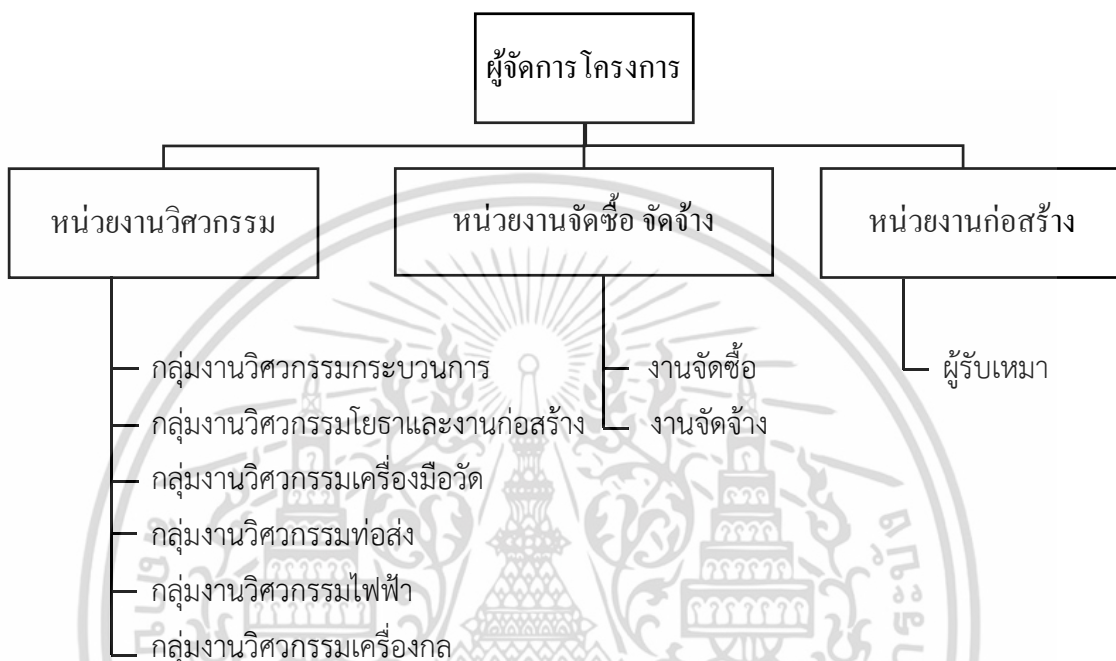 ผู้จัดการโครงการ
หน่วยงานวิศวกรรม
หน่วยงานจัดซื้อ จัดจ้าง
หน่วยงานก่อสร้าง
กลุ่มงานวิศวกรรมกระบวนการ
กลุ่มงานวิศวกรรมโยธาและงานก่อสร้าง
กลุ่มงานวิศวกรรมเครื่องมือวัด
กลุ่มงานวิศวกรรมท่อส่ง
กลุ่มงานวิศวกรรมไฟฟ้า
กลุ่มงานวิศวกรรมเครื่องกล
งานจัดซื้อ
งานจัดจ้าง
ผู้รับเหมา